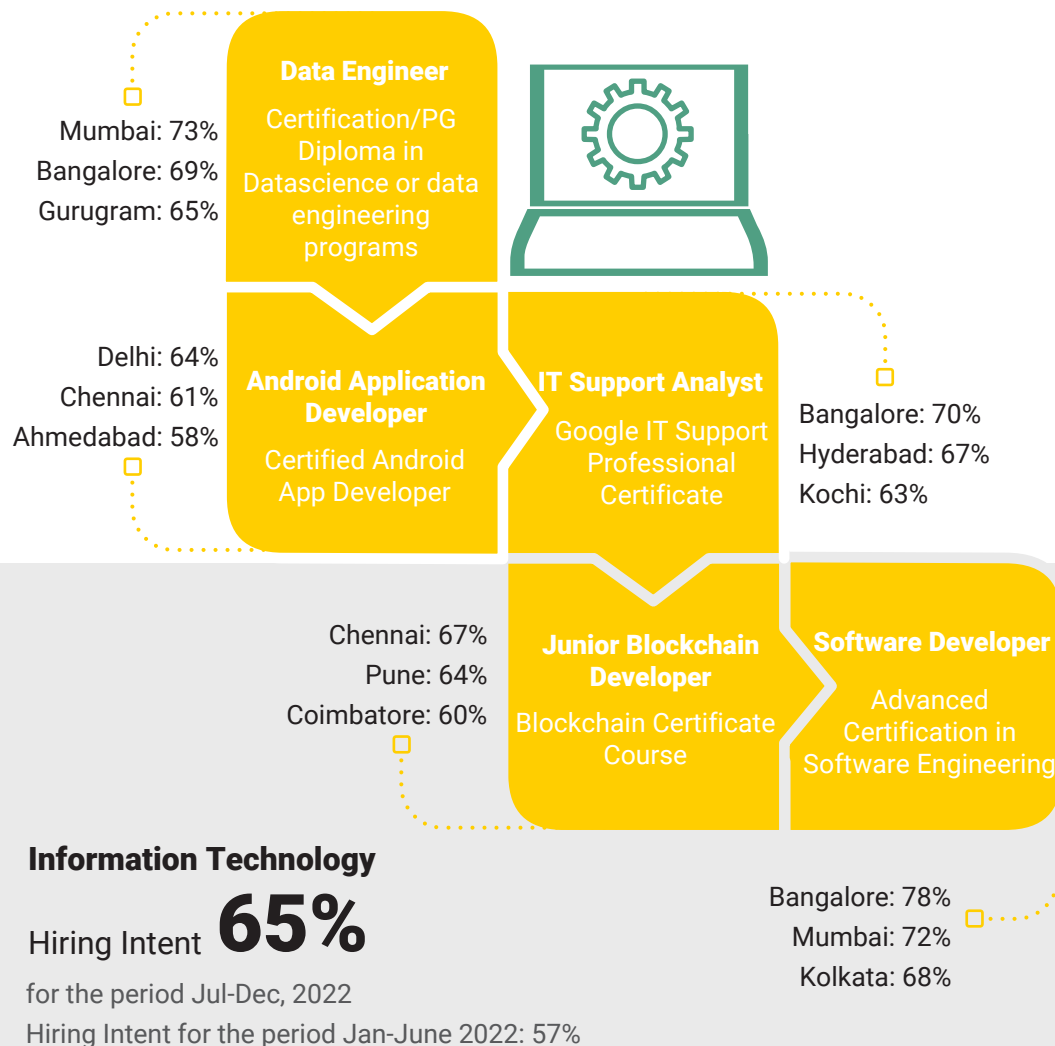 Data Engineer
Certification/PG
Diploma in
Datascience or data
engineering
programs
Mumbai: 73%
Bangalore: 69%
Gurugram: 65%
Delhi: 64%
Chennai: 61%
Ahmedabad: 58%
Android Application
Developer
Certified Android
App Developer
IT Support Analyst
Google IT Support
Professional
Certificate
Bangalore: 70%
Hyderabad: 67%
Kochi: 63%
Chennai: 67%
Pune: 64%
Coimbatore: 60%
Junior Blockchain
Developer
Blockchain Certificate
Course
Software Developer
Advanced
Certification in
Software Engineering
Bangalore: 78%
Mumbai: 72%
Kolkata: 68%
Information Technology
Hiring Intent 65%
for the period Jul-Dec, 2022
Hiring Intent for the period Jan-June 2022: 57%